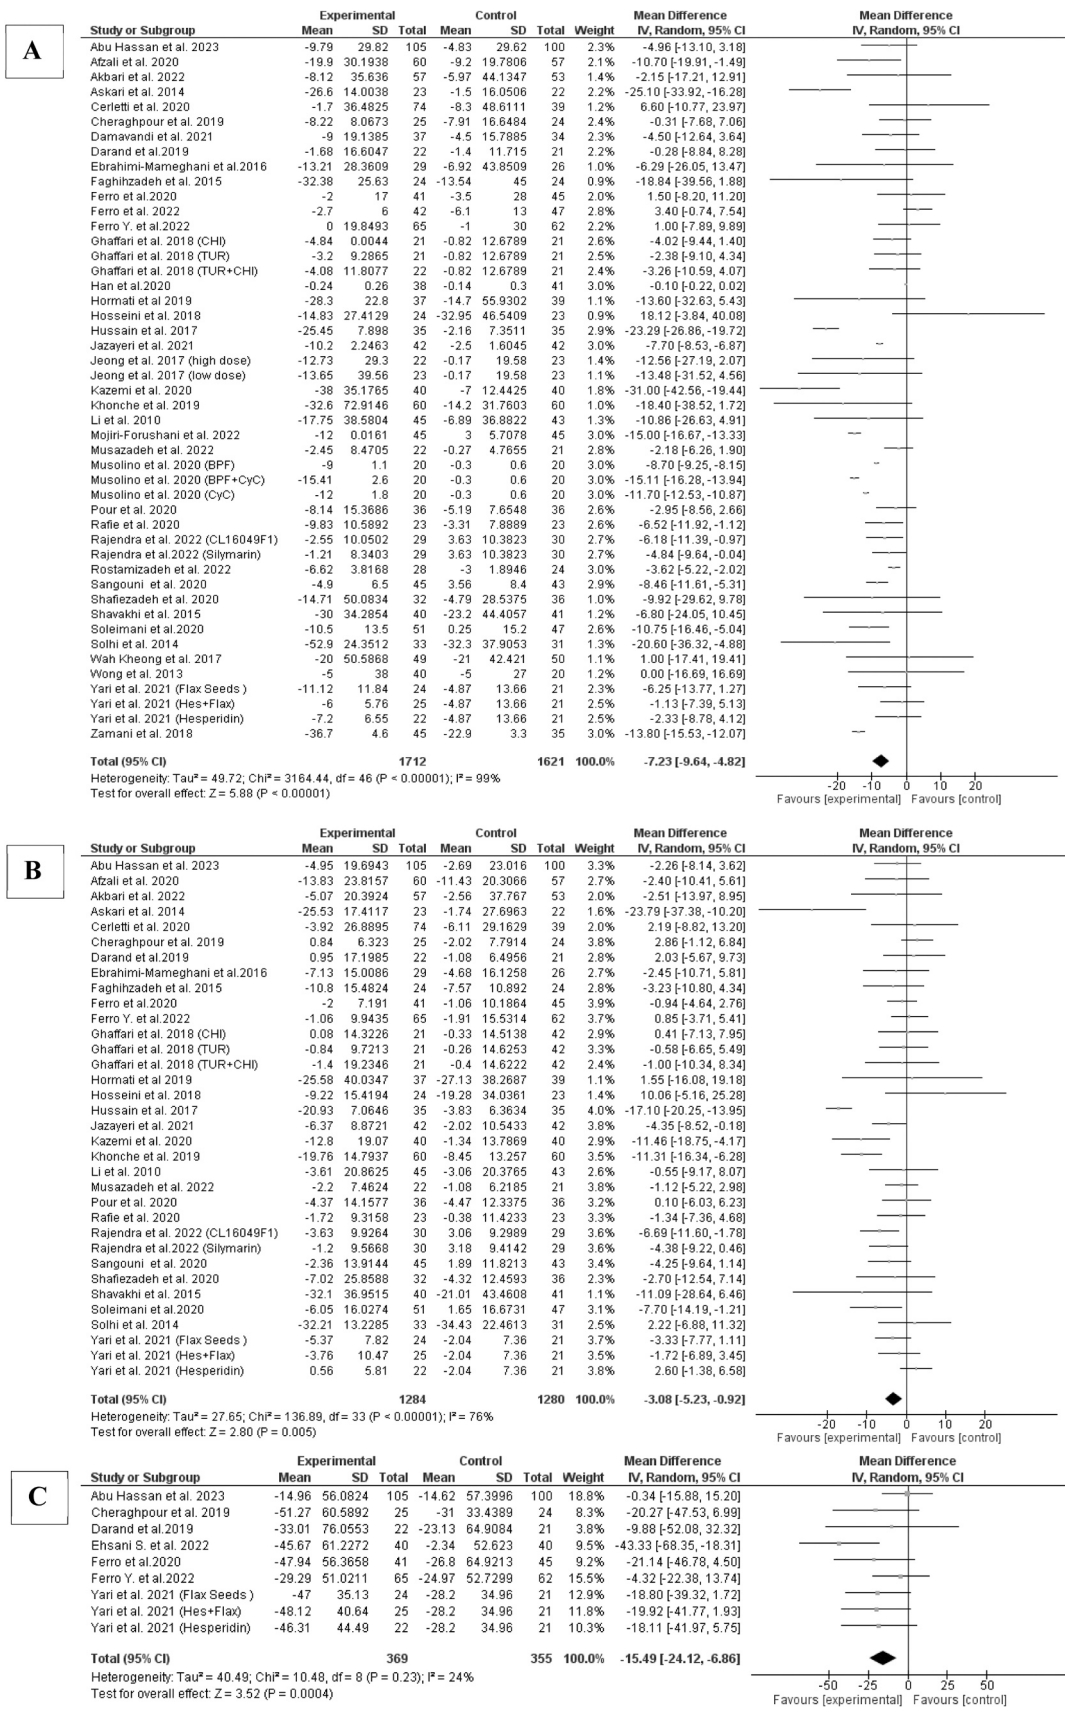 A
Experimental Control Mean Difference Mean Difference
Study or Subgroup Mean SD Total Mean SD Total Weight IV, Random, 95% CI IV, Random, 95% CI
Abu Hassan et al. 2023 -9.79 29.82 105 -4.83 29.62 100 2.3% -4.96 [-13.10, 3.18]
Afzali et al. 2020 -19.9 30.1938 60 -9.2 19.7806 57 2.1% -10.70 [-19.91, -1.49]
Akbari et al. 2022 -8.12 35.636 57 -5.97 44.1347 53 1.4% -2.15 [-17.21, 12.91]
Askari et al. 2014 -26.6 14.0038 23 -1.5 16.0506 22 2.2% -25.10 [-33.92, -16.28]
Cerletti et al. 2020 -1.7 36.4825 74 -8.3 48.6111 39 1.2% 6.60 [-10.77, 23.97]
Cheraghpour et al. 2019 -8.22 8.0673 25 -7.91 16.6484 24 2.4% -0.31 [-7.68, 7.06]
Damavandi et al. 2021 -9 19.1385 37 -4.5 15.7885 34 2.3% -4.50 [-12.64, 3.64]
Darand et al.2019 -1.68 16.6047 22 -1.4 11.715 21 2.2% -0.28 [-8.84, 8.28]
Ebrahimi-Mameghani et al.2016 -13.21 28.3609 29 -6.92 43.8509 26 1.0% -6.29 [-26.05, 13.47]
Faghihzadeh et al. 2015 -32.38 25.63 24 -13.54 45 24 0.9% -18.84 [-39.56, 1.88]
Ferro et al.2020 -2 17 41 -3.5 28 45 2.1% 1.50 [-8.20, 11.20]
Ferro et al. 2022 -2.7 6 42 -6.1 13 47 2.8% 3.40 [-0.74, 7.54]
Ferro Y. et al.2022 0 19.8493 65 -1 30 62 2.2% 1.00 [-7.89, 9.89]
Ghaffari et al. 2018 (CHI) -4.84 0.0044 21 -0.82 12.6789 21 2.6% -4.02 [-9.44, 1.40]
Ghaffari et al. 2018 (TUR) -3.2 9.2865 21 -0.82 12.6789 21 2.5% -2.38 [-9.10, 4.34]
Ghaffari et al. 2018 (TUR+CHI) -4.08 11.8077 22 -0.82 12.6789 21 2.4% -3.26 [-10.59, 4.07]
Han et al.2020 -0.24 0.26 38 -0.14 0.3 41 3.0% -0.10 [-0.22, 0.02]
Hormati et al 2019 -28.3 22.8 37 -14.7 55.9302 39 1.1% -13.60 [-32.63, 5.43]
Hosseini et al. 2018 -14.83 27.4129 24 -32.95 46.5409 23 0.9% 18.12 [-3.84, 40.08]
Hussain et al. 2017 -25.45 7.898 35 -2.16 7.3511 35 2.9% -23.29 [-26.86, -19.72]
Jazayeri et al. 2021 -10.2 2.2463 42 -2.5 1.6045 42 3.0% -7.70 [-8.53, -6.87]
Jeong et al. 2017 (high dose) -12.73 29.3 22 -0.17 19.58 23 1.5% -12.56 [-27.19, 2.07]
Jeong et al. 2017 (low dose) -13.65 39.56 23 -0.17 19.58 23 1.2% -13.48 [-31.52, 4.56]
Kazemi et al. 2020 -38 35.1765 40 -7 12.4425 40 1.8% -31.00 [-42.56, -19.44]
Khonche et al. 2019 -32.6 72.9146 60 -14.2 31.7603 60 1.0% -18.40 [-38.52, 1.72]
Li et al. 2010 -17.75 38.5804 45 -6.89 36.8822 43 1.3% -10.86 [-26.63, 4.91]
Mojiri-Forushani et al. 2022 -12 0.0161 45 3 5.7078 45 3.0% -15.00 [-16.67, -13.33]
Musazadeh et al. 2022 -2.45 8.4705 22 -0.27 4.7655 21 2.8% -2.18 [-6.26, 1.90]
Musolino et al. 2020 (BPF) -9 1.1 20 -0.3 0.6 20 3.0% -8.70 [-9.25, -8.15]
Musolino et al. 2020 (BPF+CyC) -15.41 2.6 20 -0.3 0.6 20 3.0% -15.11 [-16.28, -13.94]
Musolino et al. 2020 (CyC) -12 1.8 20 -0.3 0.6 20 3.0% -11.70 [-12.53, -10.87]
Pour et al. 2020 -8.14 15.3686 36 -5.19 7.6548 36 2.6% -2.95 [-8.56, 2.66]
Rafie et al. 2020 -9.83 10.5892 23 -3.31 7.8889 23 2.6% -6.52 [-11.92, -1.12]
Rajendra et al. 2022 (CL16049F1) -2.55 10.0502 29 3.63 10.3823 30 2.7% -6.18 [-11.39, -0.97]
Rajendra et al.2022 (Silymarin) -1.21 8.3403 29 3.63 10.3823 30 2.7% -4.84 [-9.64, -0.04]
Rostamizadeh et al. 2022 -6.62 3.8168 28 -3 1.8946 24 3.0% -3.62 [-5.22, -2.02]
Sangouni et al. 2020 -4.9 6.5 45 3.56 8.4 43 2.9% -8.46 [-11.61, -5.31]
Shafiezadeh et al. 2020 -14.71 50.0834 32 -4.79 28.5375 36 1.0% -9.92 [-29.62, 9.78]
Shavakhi et al. 2015 -30 34.2854 40 -23.2 44.4057 41 1.2% -6.80 [-24.05, 10.45]
Soleimani et al.2020 -10.5 13.5 51 0.25 15.2 47 2.6% -10.75 [-16.46, -5.04]
Solhi et al. 2014 -52.9 24.3512 33 -32.3 37.9053 31 1.3% -20.60 [-36.32, -4.88]
Wah Kheong et al. 2017 -20 50.5868 49 -21 42.421 50 1.1% 1.00 [-17.41, 19.41]
Wong et al. 2013 -5 38 40 -5 27 20 1.2% 0.00 [-16.69, 16.69]
Yari et al. 2021 (Flax Seeds ) -11.12 11.84 24 -4.87 13.66 21 2.4% -6.25 [-13.77, 1.27]
Yari et al. 2021 (Hes+Flax) -6 5.76 25 -4.87 13.66 21 2.6% -1.13 [-7.39, 5.13]
Yari et al. 2021 (Hesperidin) -7.2 6.55 22 -4.87 13.66 21 2.5% -2.33 [-8.78, 4.12]
Zamani et al. 2018 -36.7 4.6 45 -22.9 3.3 35 3.0% -13.80 [-15.53, -12.07]
Total (95% CI) 1712 1621 100.0% -7.23 [-9.64, -4.82]
Heterogeneity: Tau² = 49.72; Chi² = 3164.44, df = 46 (P < 0.00001); I² = 99%
Test for overall effect: Z = 5.88 (P < 0.00001)
-20 -10 0 10 20
Favours [experimental] Favours [control]
B
Experimental Control Mean Difference Mean Difference
Study or Subgroup Mean SD Total Mean SD Total Weight IV, Random, 95% CI IV, Random, 95% CI
Abu Hassan et al. 2023 -4.95 19.6943 105 -2.69 23.016 100 3.3% -2.26 [-8.14, 3.62]
Afzali et al. 2020 -13.83 23.8157 60 -11.43 20.3066 57 2.7% -2.40 [-10.41, 5.61]
Akbari et al. 2022 -5.07 20.3924 57 -2.56 37.767 53 1.9% -2.51 [-13.97, 8.95]
Askari et al. 2014 -25.53 17.4117 23 -1.74 27.6963 22 1.6% -23.79 [-37.38, -10.20]
Cerletti et al. 2020 -3.92 26.8895 74 -6.11 29.1629 39 2.0% 2.19 [-8.82, 13.20]
Cheraghpour et al. 2019 0.84 6.323 25 -2.02 7.7914 24 3.8% 2.86 [-1.12, 6.84]
Darand et al.2019 0.95 17.1985 22 -1.08 6.4956 21 2.8% 2.03 [-5.67, 9.73]
Ebrahimi-Mameghani et al.2016 -7.13 15.0086 29 -4.68 16.1258 26 2.7% -2.45 [-10.71, 5.81]
Faghihzadeh et al. 2015 -10.8 15.4824 24 -7.57 10.892 24 2.8% -3.23 [-10.80, 4.34]
Ferro et al.2020 -2 7.191 41 -1.06 10.1864 45 3.9% -0.94 [-4.64, 2.76]
Ferro Y. et al.2022 -1.06 9.9435 65 -1.91 15.5314 62 3.7% 0.85 [-3.71, 5.41]
Ghaffari et al. 2018 (CHI) 0.08 14.3226 21 -0.33 14.5138 42 2.9% 0.41 [-7.13, 7.95]
Ghaffari et al. 2018 (TUR) -0.84 9.7213 21 -0.26 14.6253 42 3.3% -0.58 [-6.65, 5.49]
Ghaffari et al. 2018 (TUR+CHI) -1.4 19.2346 21 -0.4 14.6222 42 2.4% -1.00 [-10.34, 8.34]
Hormati et al 2019 -25.58 40.0347 37 -27.13 38.2687 39 1.1% 1.55 [-16.08, 19.18]
Hosseini et al. 2018 -9.22 15.4194 24 -19.28 34.0361 23 1.4% 10.06 [-5.16, 25.28]
Hussain et al. 2017 -20.93 7.0646 35 -3.83 6.3634 35 4.0% -17.10 [-20.25, -13.95]
Jazayeri et al. 2021 -6.37 8.8721 42 -2.02 10.5433 42 3.8% -4.35 [-8.52, -0.18]
Kazemi et al. 2020 -12.8 19.07 40 -1.34 13.7869 40 2.9% -11.46 [-18.75, -4.17]
Khonche et al. 2019 -19.76 14.7937 60 -8.45 13.257 60 3.6% -11.31 [-16.34, -6.28]
Li et al. 2010 -3.61 20.8625 45 -3.06 20.3765 43 2.6% -0.55 [-9.17, 8.07]
Musazadeh et al. 2022 -2.2 7.4624 22 -1.08 6.2185 21 3.8% -1.12 [-5.22, 2.98]
Pour et al. 2020 -4.37 14.1577 36 -4.47 12.3375 36 3.2% 0.10 [-6.03, 6.23]
Rafie et al. 2020 -1.72 9.3158 23 -0.38 11.4233 23 3.3% -1.34 [-7.36, 4.68]
Rajendra et al. 2022 (CL16049F1) -3.63 9.9264 30 3.06 9.2989 29 3.6% -6.69 [-11.60, -1.78]
Rajendra et al.2022 (Silymarin) -1.2 9.5668 30 3.18 9.4142 29 3.6% -4.38 [-9.22, 0.46]
Sangouni et al. 2020 -2.36 13.9144 45 1.89 11.8213 43 3.5% -4.25 [-9.64, 1.14]
Shafiezadeh et al. 2020 -7.02 25.8588 32 -4.32 12.4593 36 2.3% -2.70 [-12.54, 7.14]
Shavakhi et al. 2015 -32.1 36.9515 40 -21.01 43.4608 41 1.1% -11.09 [-28.64, 6.46]
Soleimani et al.2020 -6.05 16.0274 51 1.65 16.6731 47 3.1% -7.70 [-14.19, -1.21]
Solhi et al. 2014 -32.21 13.2285 33 -34.43 22.4613 31 2.5% 2.22 [-6.88, 11.32]
Yari et al. 2021 (Flax Seeds ) -5.37 7.82 24 -2.04 7.36 21 3.7% -3.33 [-7.77, 1.11]
Yari et al. 2021 (Hes+Flax) -3.76 10.47 25 -2.04 7.36 21 3.5% -1.72 [-6.89, 3.45]
Yari et al. 2021 (Hesperidin) 0.56 5.81 22 -2.04 7.36 21 3.8% 2.60 [-1.38, 6.58]
Total (95% CI) 1284 1280 100.0% -3.08 [-5.23, -0.92]
Heterogeneity: Tau² = 27.65; Chi² = 136.89, df = 33 (P < 0.00001); I² = 76%
Test for overall effect: Z = 2.80 (P = 0.005)
-20 -10 0 10 20
Favours [experimental] Favours [control]
C
Experimental Control Mean Difference Mean Difference
Study or Subgroup Mean SD Total Mean SD Total Weight IV, Random, 95% CI IV, Random, 95% CI
Abu Hassan et al. 2023 -14.96 56.0824 105 -14.62 57.3996 100 18.8% -0.34 [-15.88, 15.20]
Cheraghpour et al. 2019 -51.27 60.5892 25 -31 33.4389 24 8.3% -20.27 [-47.53, 6.99]
Darand et al.2019 -33.01 76.0553 22 -23.13 64.9084 21 3.8% -9.88 [-52.08, 32.32]
Ehsani S. et al. 2022 -45.67 61.2272 40 -2.34 52.623 40 9.5% -43.33 [-68.35, -18.31]
Ferro et al.2020 -47.94 56.3658 41 -26.8 64.9213 45 9.2% -21.14 [-46.78, 4.50]
Ferro Y. et al.2022 -29.29 51.0211 65 -24.97 52.7299 62 15.5% -4.32 [-22.38, 13.74]
Yari et al. 2021 (Flax Seeds ) -47 35.13 24 -28.2 34.96 21 12.9% -18.80 [-39.32, 1.72]
Yari et al. 2021 (Hes+Flax) -48.12 40.64 25 -28.2 34.96 21 11.8% -19.92 [-41.77, 1.93]
Yari et al. 2021 (Hesperidin) -46.31 44.49 22 -28.2 34.96 21 10.3% -18.11 [-41.97, 5.75]
Total (95% CI) 369 355 100.0% -15.49 [-24.12, -6.86]
Heterogeneity: Tau² = 40.49; Chi² = 10.48, df = 8 (P = 0.23); I² = 24%
Test for overall effect: Z = 3.52 (P = 0.0004)
-50 -25 0 25 50
Favours [experimental] Favours [control]